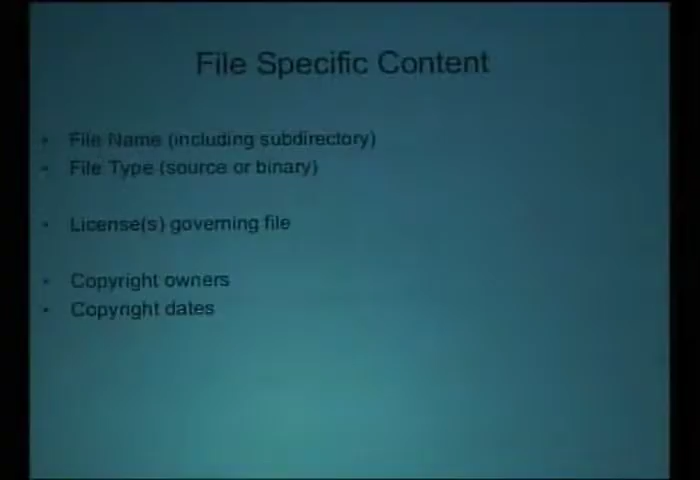 File Specific Content
• File Name (including subdirectory)
• File Type (source or binary)
• License(s) governing file
• Copyright owners
• Copyright dates